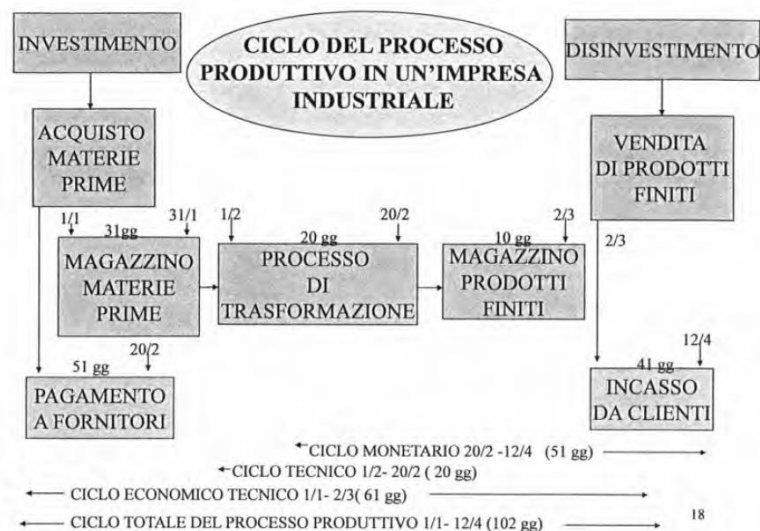 INVESTIMENTO
CICLO DEL PROCESSO
PRODUTTIVO IN UN'IMPRESA
INDUSTRIALE
DISINVESTIMENTO
ACQUISTO
MATERIE
PRIME
VENDITA
DI PRODOTTI
FINITI
1/1
31gg
31/1
MAGAZZINO
MATERIE
PRIME
1/2
20 gg
20/2
PROCESSO
DI
TRASFORMAZIONE
10 gg
2/3
MAGAZZINO
PRODOTTI
FINITI
2/3
51 gg
20/2
PAGAMENTO
A FORNITORI
41 gg
12/4
INCASSO
DA CLIENTI
CICLO MONETARIO 20/2 -12/4 (51 gg)
CICLO TECNICO 1/2- 20/2 ( 20 gg)
CICLO ECONOMICO TECNICO 1/1- 2/3( 61 gg)
CICLO TOTALE DEL PROCESSO PRODUTTIVO 1/1- 12/4 (102 gg)
18